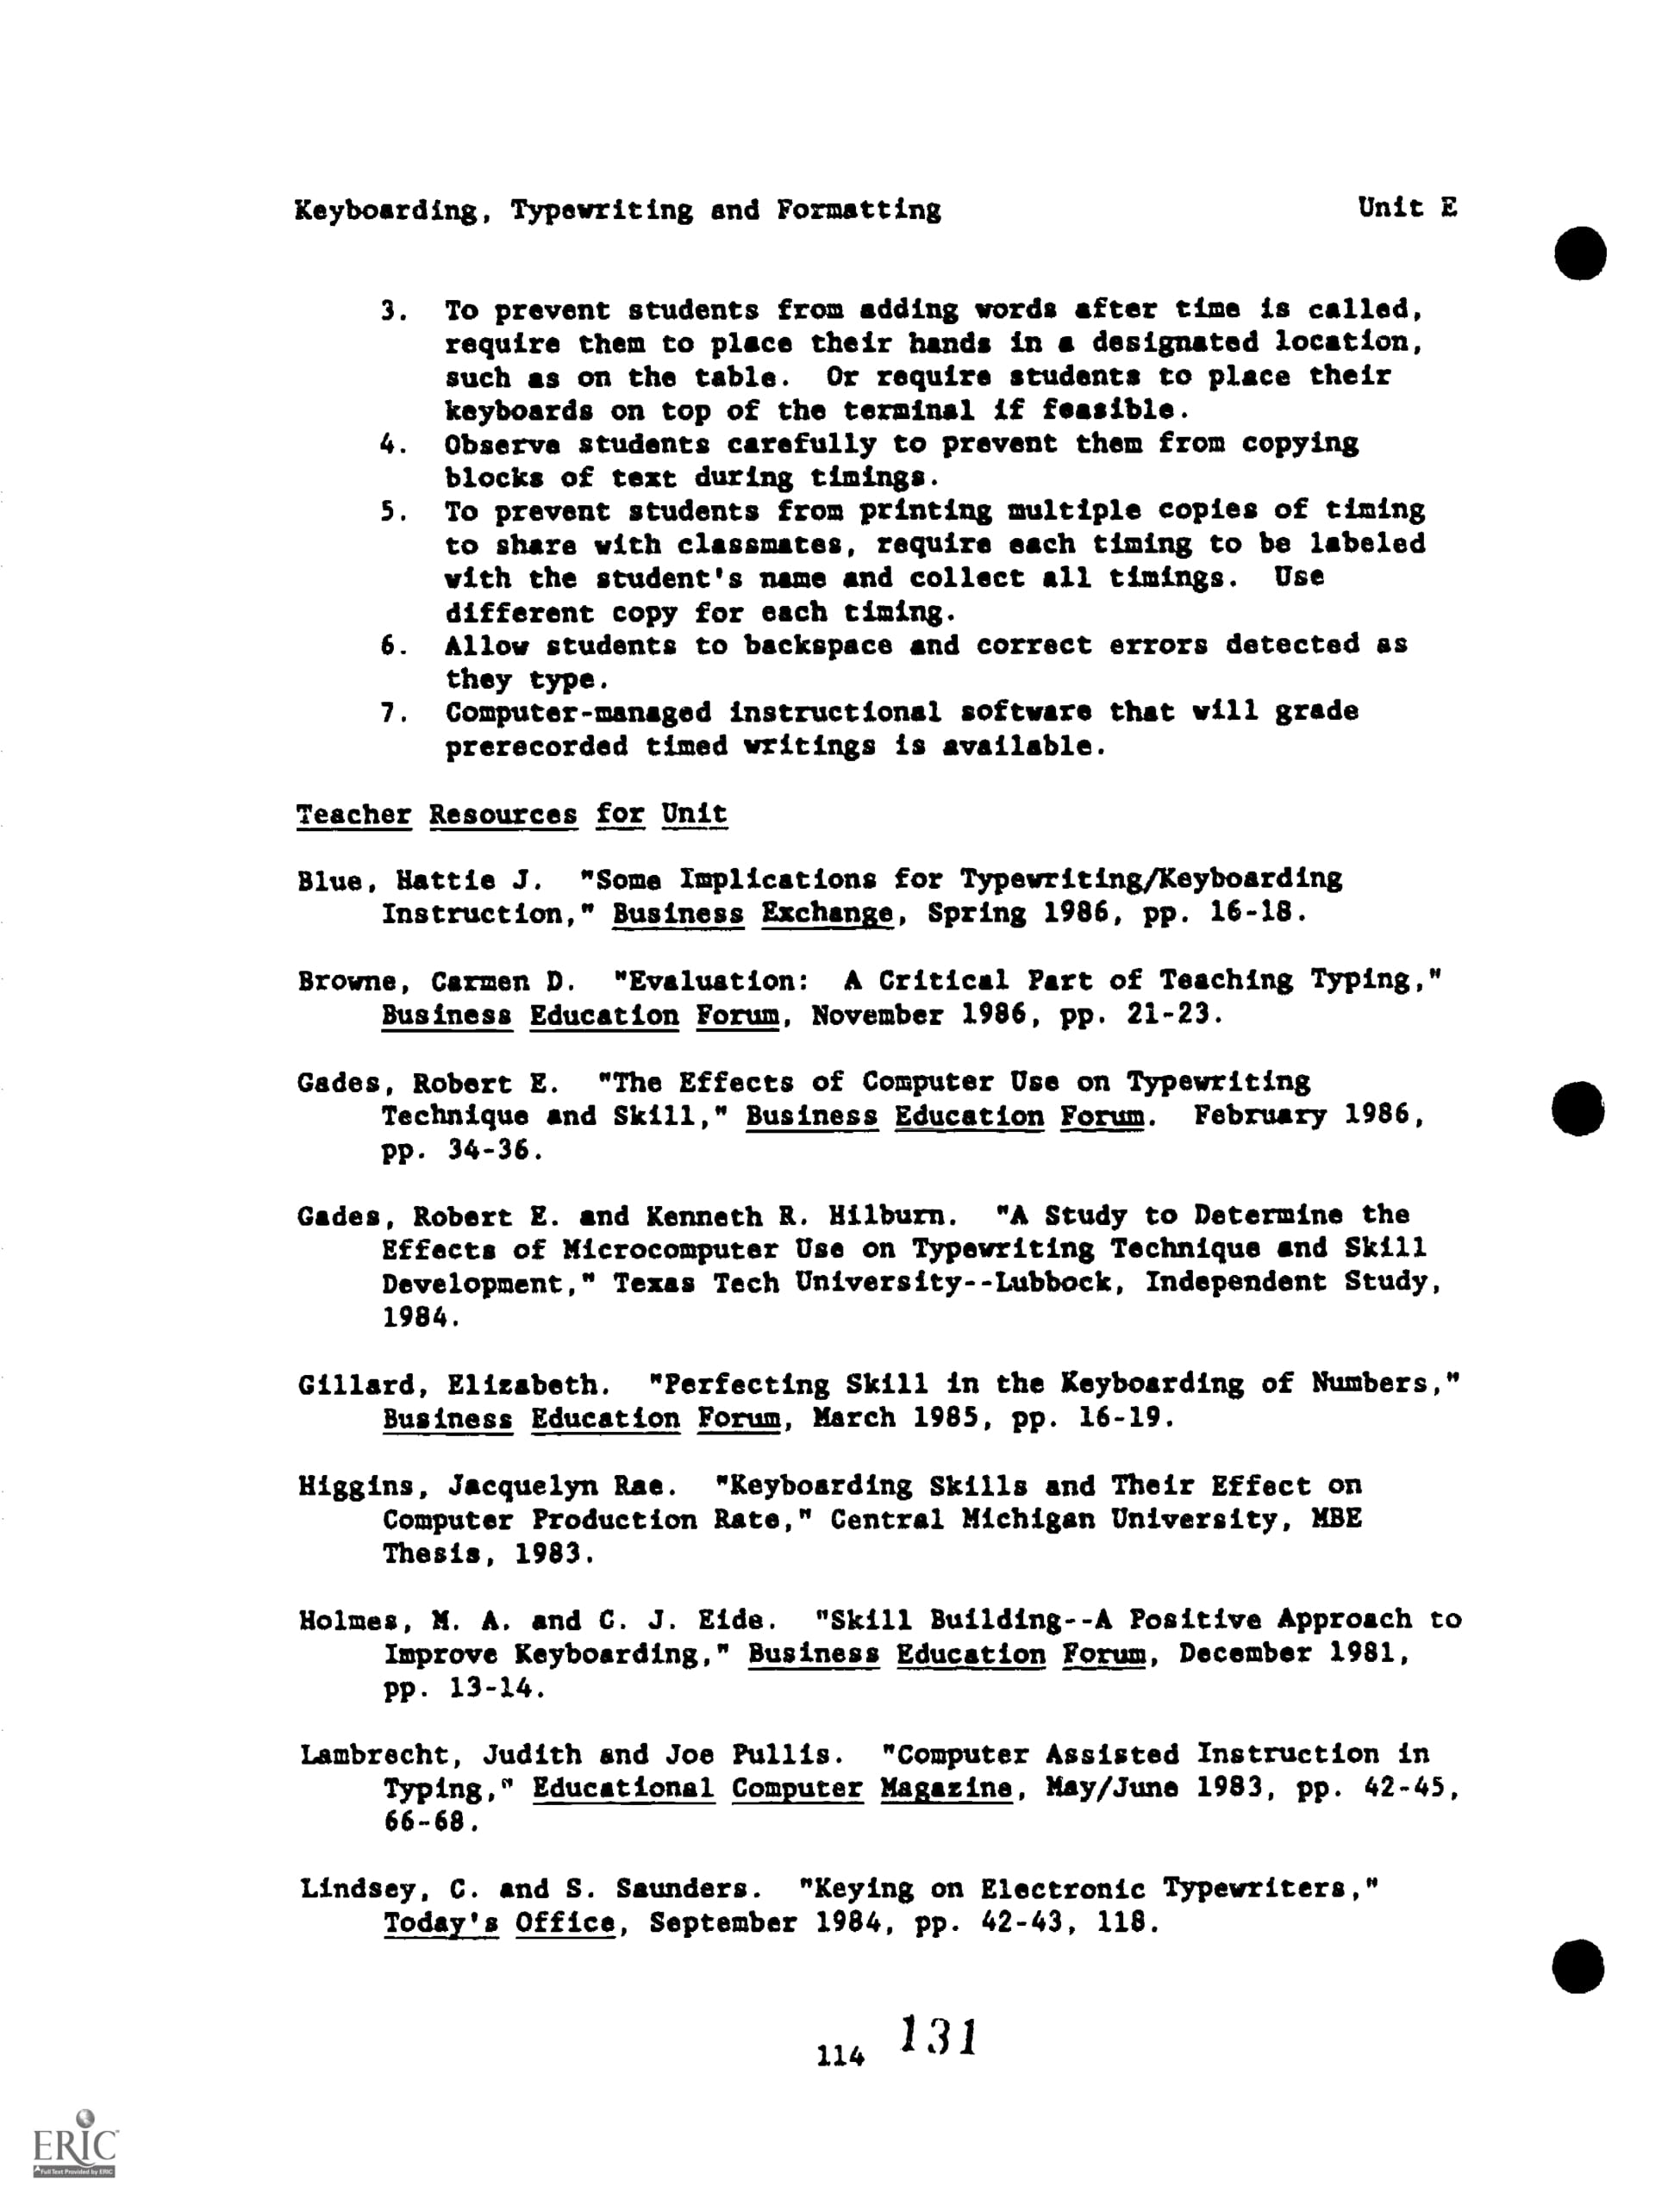 Keyboarding, Typewriting and Formatting Unit E
3. To prevent students from adding words after time is called,
require them to place their hands in a designated location,
such as on the table. Or require students to place their
keyboards on top of the terminal if feasible.
4. Observe students carefully to prevent them from copying
blocks of text during timings.
5. To prevent students from printing multiple copies of timing
to share with classmates, require each timing to be labeled
with the student's name and collect all timings. Use
different copy for each timing.
6. Allow students to backspace and correct errors detected as
they type.
7. Computer-managed instructional software that will grade
prerecorded timed writings is available.
Teacher Resources for Unit
Blue, Hattie J. "Some Implications for Typewriting/Keyboarding
Instruction," Business Exchange, Spring 1986, pp. 16-18.
Browne, Carmen D. "Evaluation: A Critical Part of Teaching Typing,"
Business Education Forum, November 1986, pp. 21-23.
Gades, Robert E. "The Effects of Computer Use on Typewriting
Technique and Skill," Business Education Forum. February 1986,
pp. 34-36.
Gades, Robert E. and Kenneth R. Hilburn. "A Study to Determine the
Effects of Microcomputer Use on Typewriting Technique and Skill
Development," Texas Tech University--Lubbock, Independent Study,
1984.
Gillard, Elizabeth. "Perfecting Skill in the Keyboarding of Numbers,"
Business Education Forum, March 1985, pp. 16-19.
Higgins, Jacquelyn Rae. "Keyboarding Skills and Their Effect on
Computer Production Rate," Central Michigan University, MBE
Thesis, 1983.
Holmes, M. A. and C. J. Eide. "Skill Building--A Positive Approach to
Improve Keyboarding," Business Education Forum, December 1981,
pp. 13-14.
Lambrecht, Judith and Joe Pullis. "Computer Assisted Instruction in
Typing," Educational Computer Magazine, May/June 1983, pp. 42-45,
66-68.
Lindsey, C. and S. Saunders. "Keying on Electronic Typewriters,"
Today's Office, September 1984, pp. 42-43, 118.
114 131
ERIC
Full Text Provided by ERIC